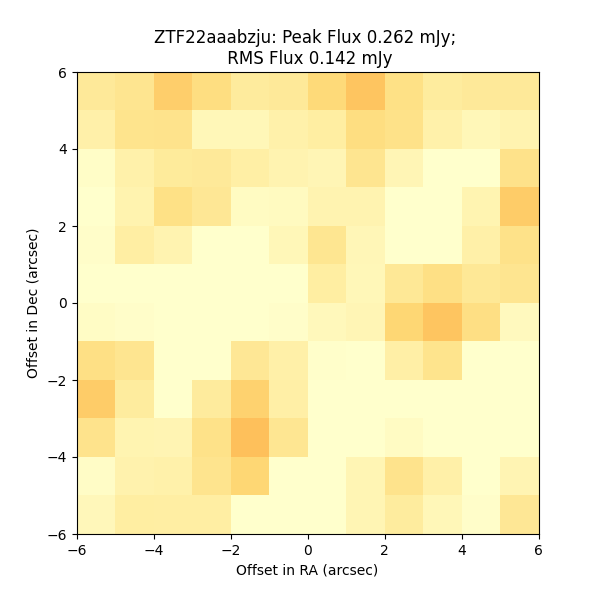 ZTF22aaabzju: Peak Flux 0.262 mJy;
RMS Flux 0.142 mJy
6
4
2
0
−2
−4
−6
Offset in Dec (arcsec)
−6 −4 −2 0 2 4 6
Offset in RA (arcsec)